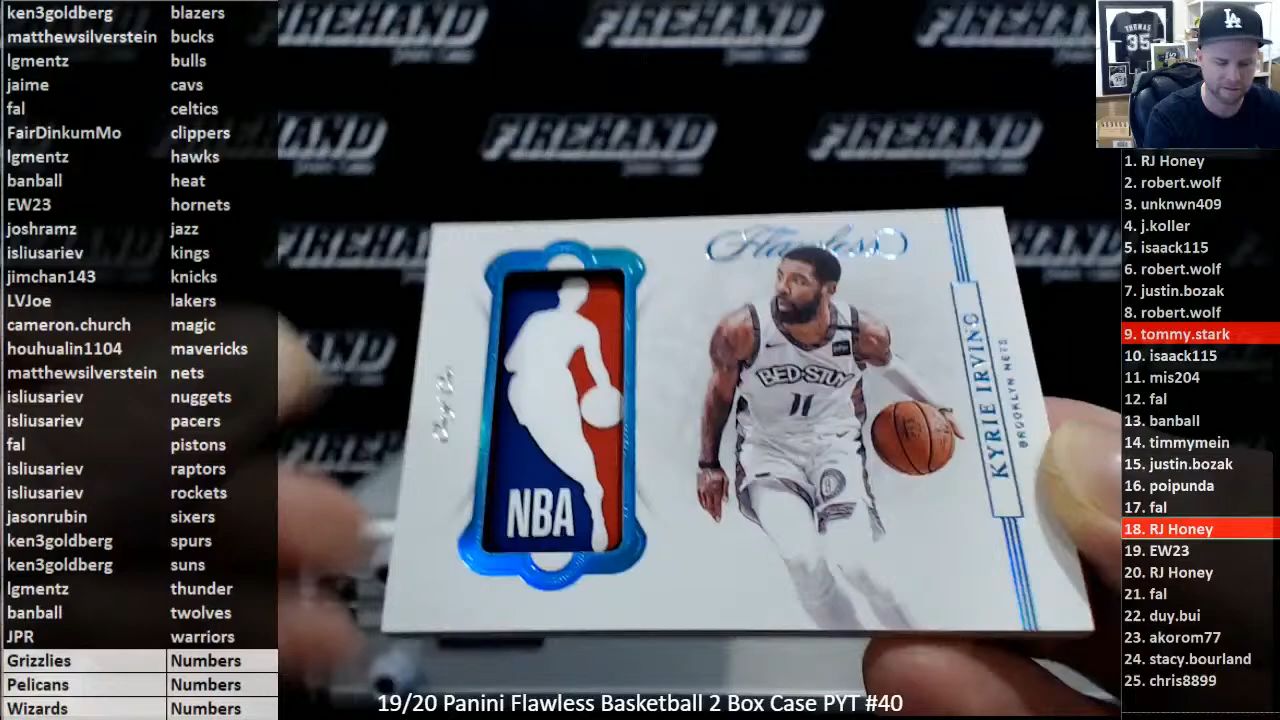 ken3goldberg blazers
matthewsilverstein bucks
lgmentz bulls
jaime cavs
fal celtics
FairDinkumMo clippers
lgmentz hawks
banball heat
EW23 hornets
joshramz jazz
isliusariev kings
jimchan143 knicks
LVJoe lakers
cameron.church magic
houhualin1104 mavericks
matthewsilverstein nets
isliusariev nuggets
isliusariev pacers
fal pistons
isliusariev raptors
isliusariev rockets
jasonrubin sixers
ken3goldberg spurs
ken3goldberg suns
lgmentz thunder
banball twolves
JPR warriors
Grizzlies Numbers
Pelicans Numbers
Wizards Numbers
FIREHAND
FIREHAND
FIREHAND
FIREHAND
Flawless
NBA
BED-STUY
11
KYRIE IRVING
BROOKLYN NETS
19/20 Panini Flawless Basketball 2 Box Case PYT #40
THOMAS
35
LA
1. RJ Honey
2. robert.wolf
3. unknwn409
4. j.koller
5. isaack115
6. robert.wolf
7. justin.bozak
8. robert.wolf
9. tommy.stark
10. isaack115
11. mis204
12. fal
13. banball
14. timmymein
15. justin.bozak
16. poipunda
17. fal
18. RJ Honey
19. EW23
20. RJ Honey
21. fal
22. duy.bui
23. akorom77
24. stacy.bourland
25. chris8899